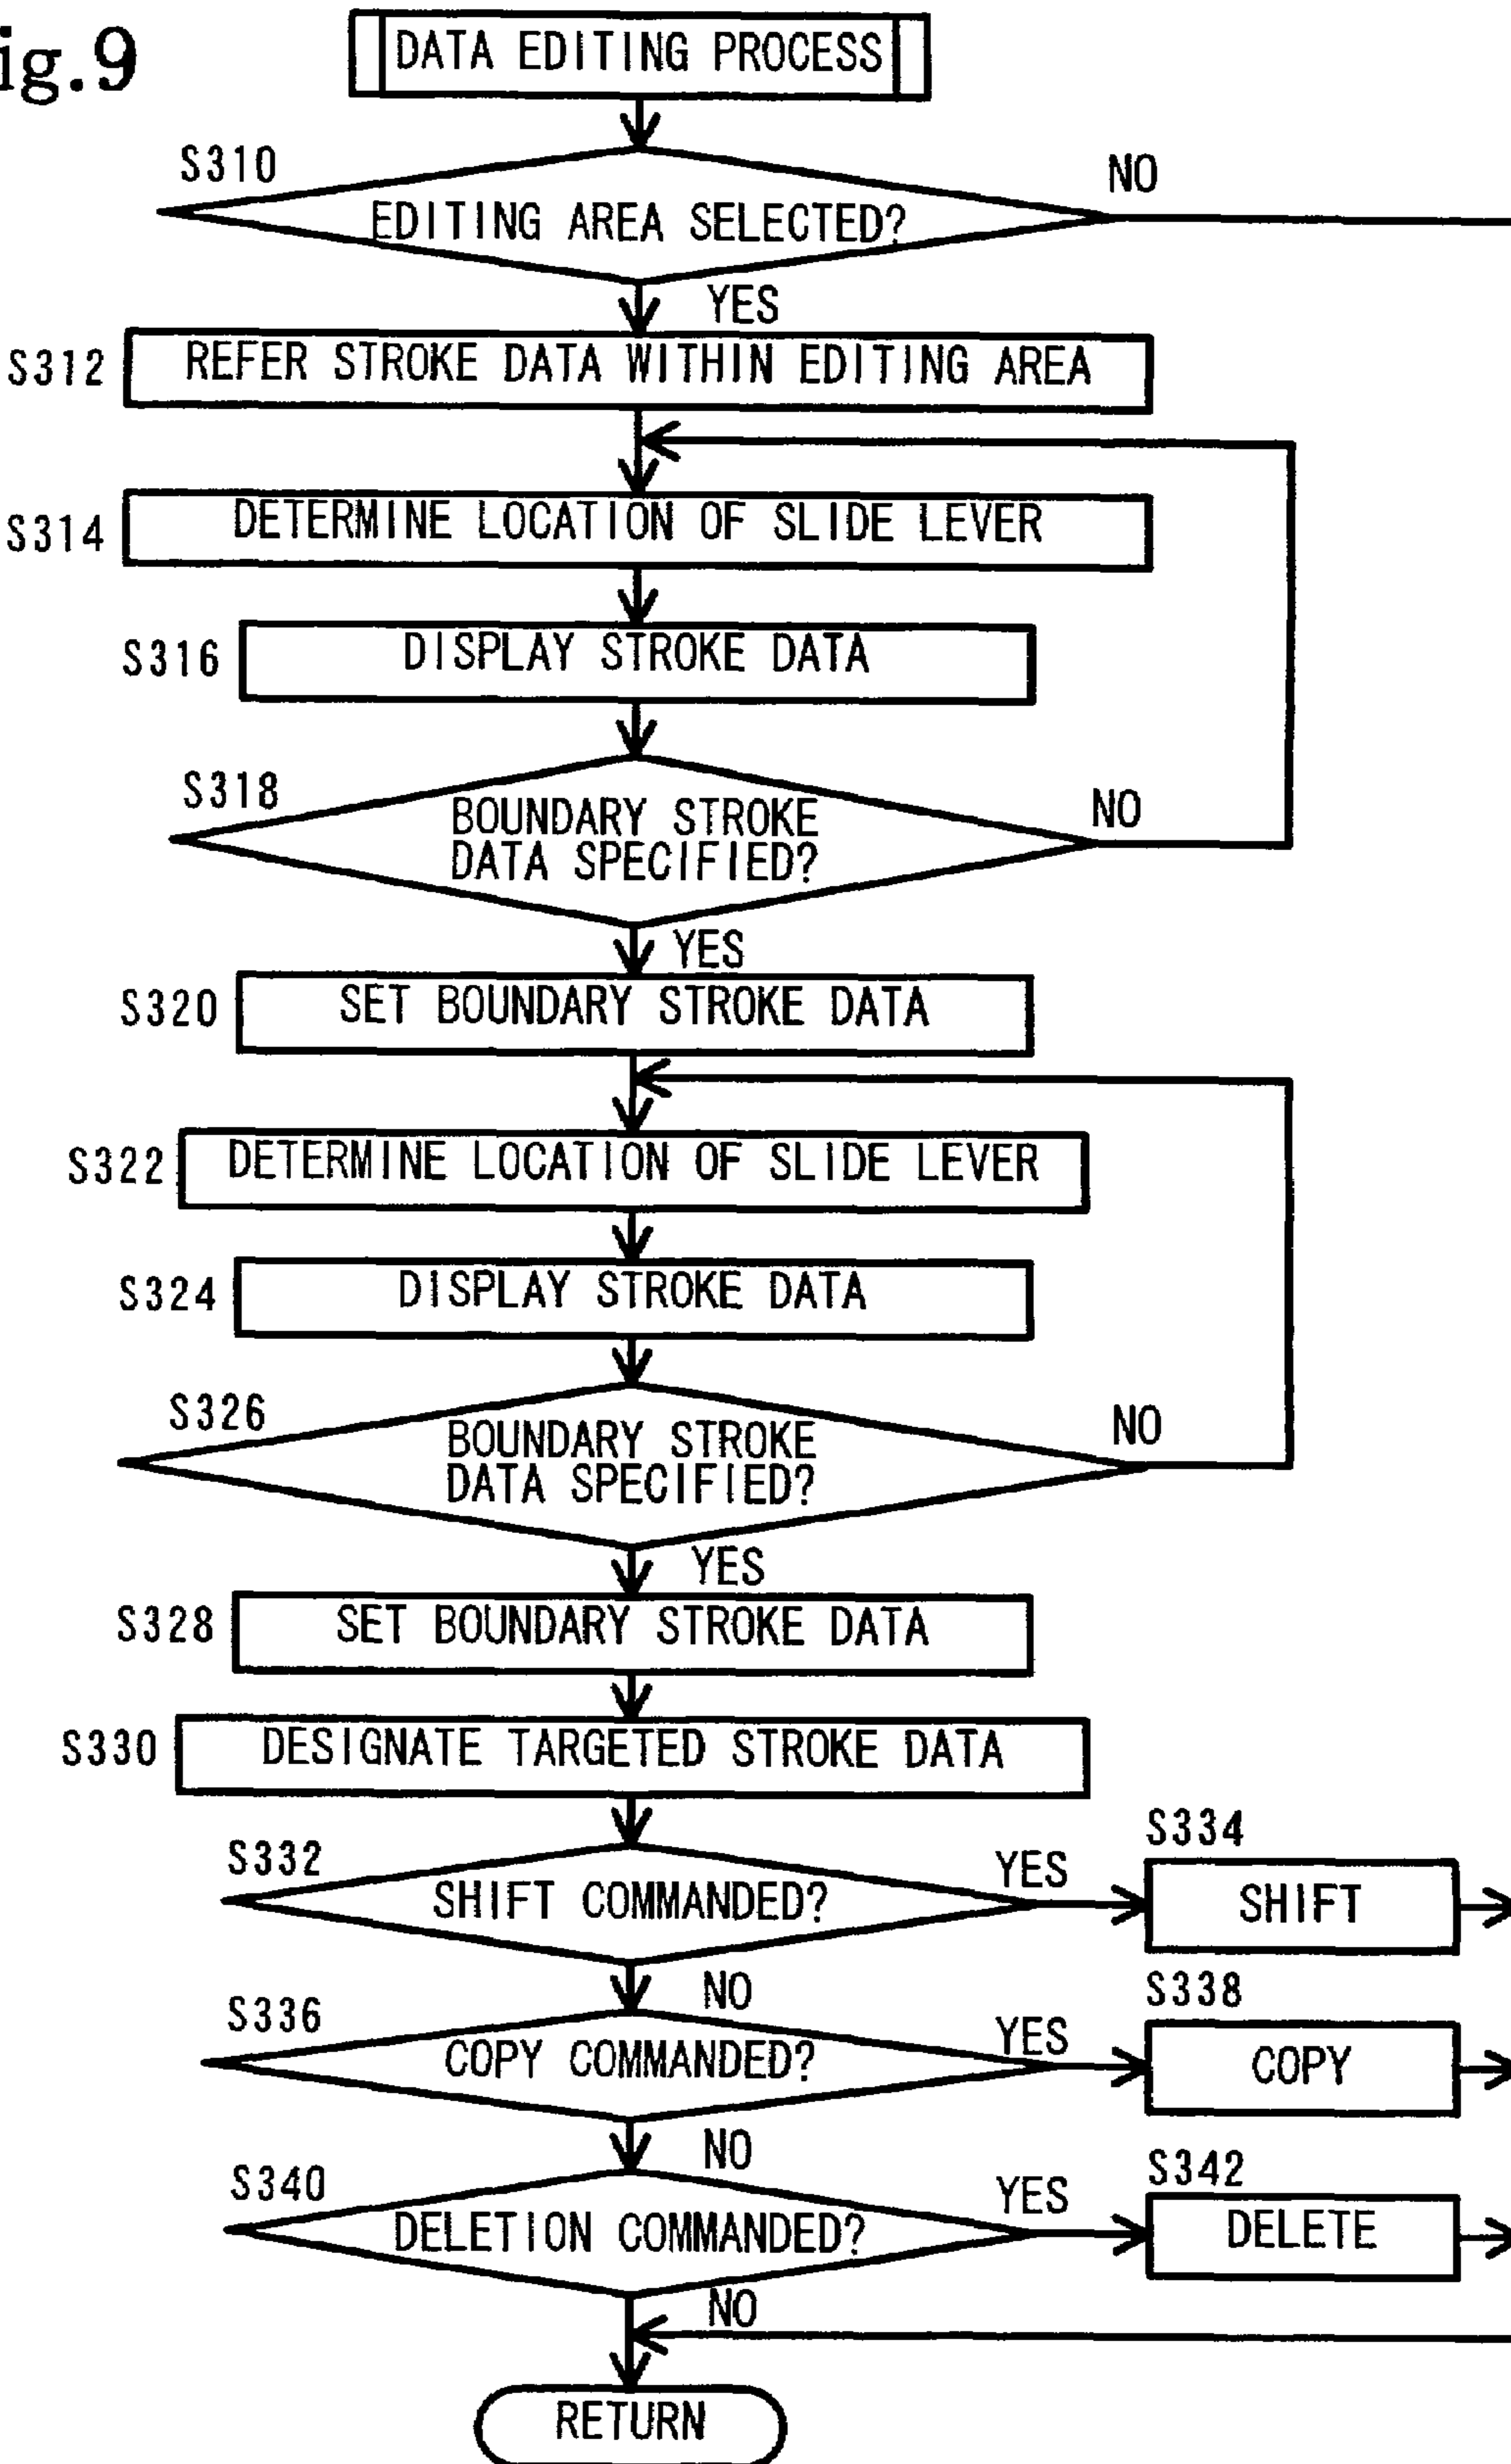 ig.9
DATA EDITING PROCESS
S310
NO
EDITING AREA SELECTED?
YES
S312
REFER STROKE DATA WITHIN EDITING AREA
S314
DETERMINE LOCATION OF SLIDE LEVER
S316
DISPLAY STROKE DATA
S318
BOUNDARY STROKE
DATA SPECIFIED?
NO
YES
S320
SET BOUNDARY STROKE DATA
S322
DETERMINE LOCATION OF SLIDE LEVER
S324
DISPLAY STROKE DATA
S326
BOUNDARY STROKE
DATA SPECIFIED?
NO
YES
S328
SET BOUNDARY STROKE DATA
S330
DESIGNATE TARGETED STROKE DATA
S332
SHIFT COMMANDED?
YES
S334
SHIFT
NO
S336
COPY COMMANDED?
YES
S338
COPY
NO
S340
DELETION COMMANDED?
YES
S342
DELETE
NO
RETURN